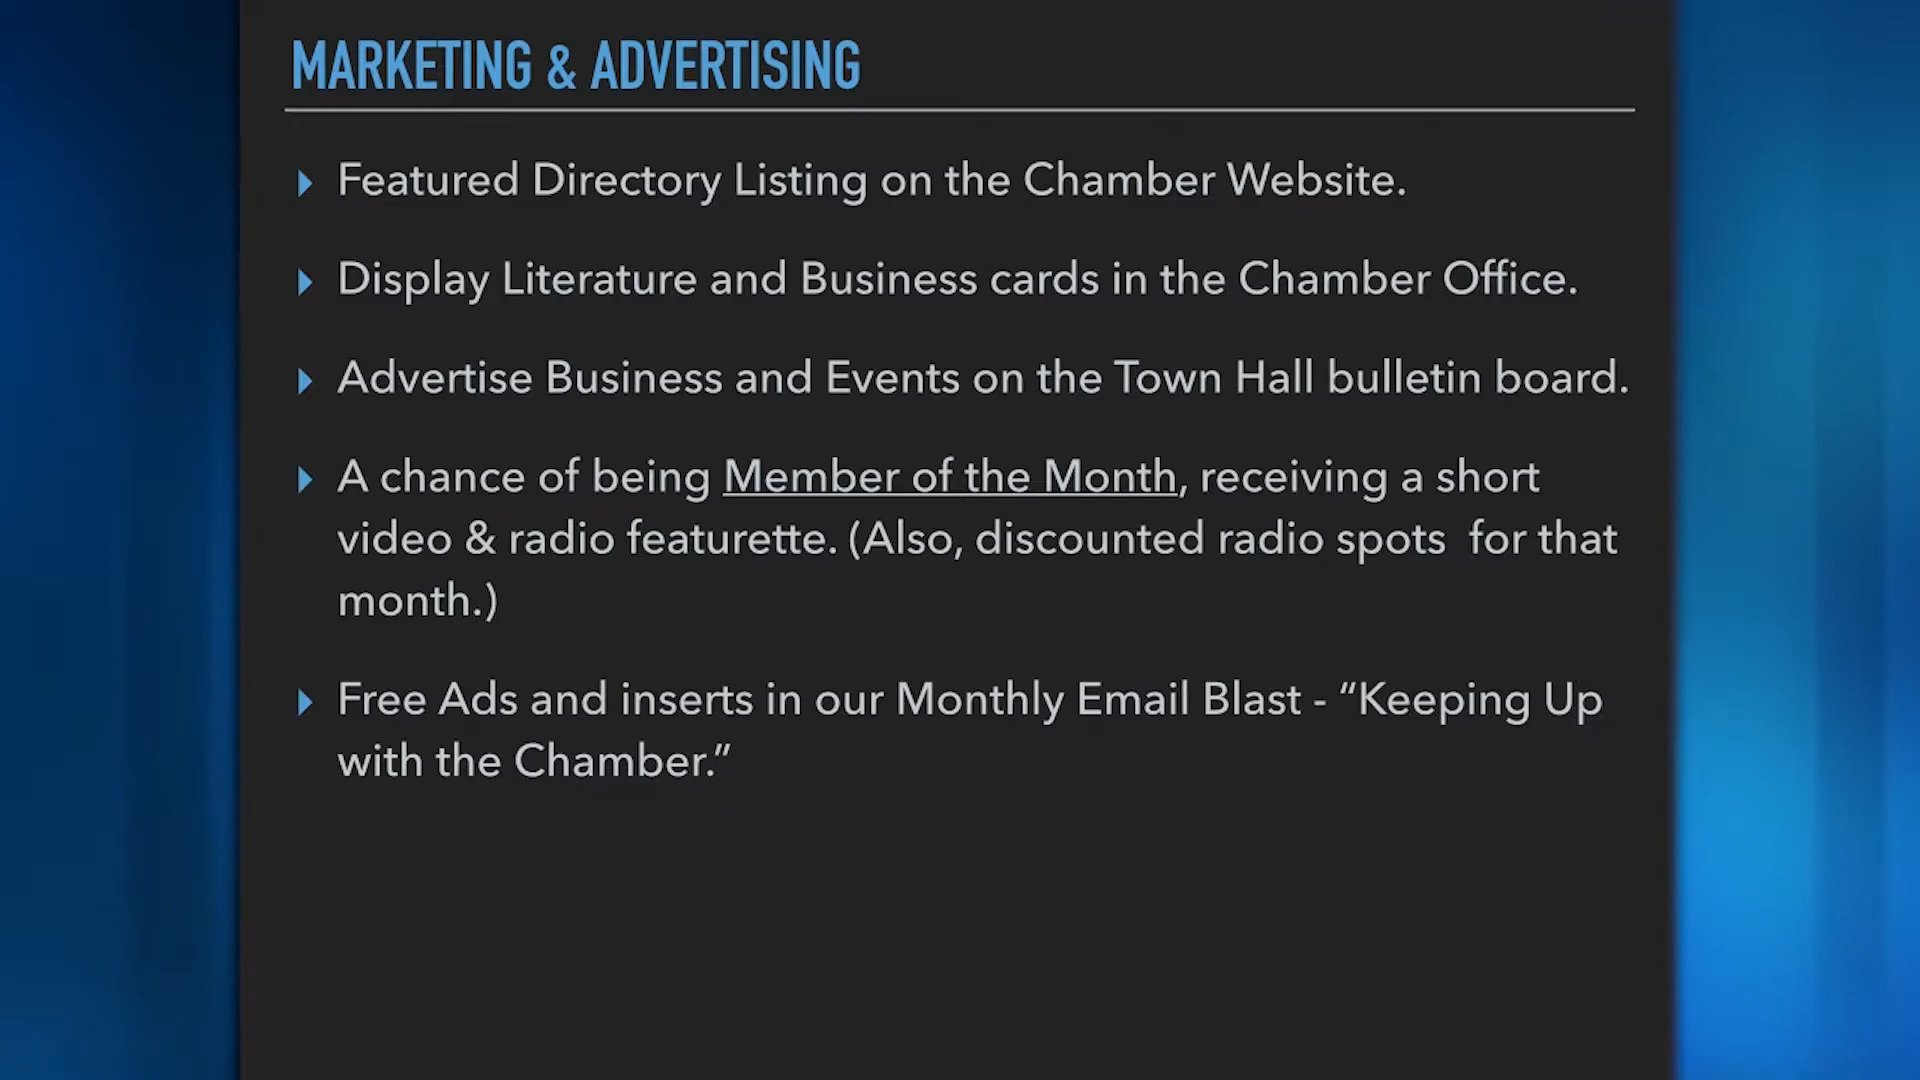 MARKETING & ADVERTISING
Featured Directory Listing on the Chamber Website.
Display Literature and Business cards in the Chamber Office.
Advertise Business and Events on the Town Hall bulletin board.
A chance of being Member of the Month, receiving a short
video & radio featurette. (Also, discounted radio spots  for that
month.)
Free Ads and inserts in our Monthly Email Blast - “Keeping Up
with the Chamber.”